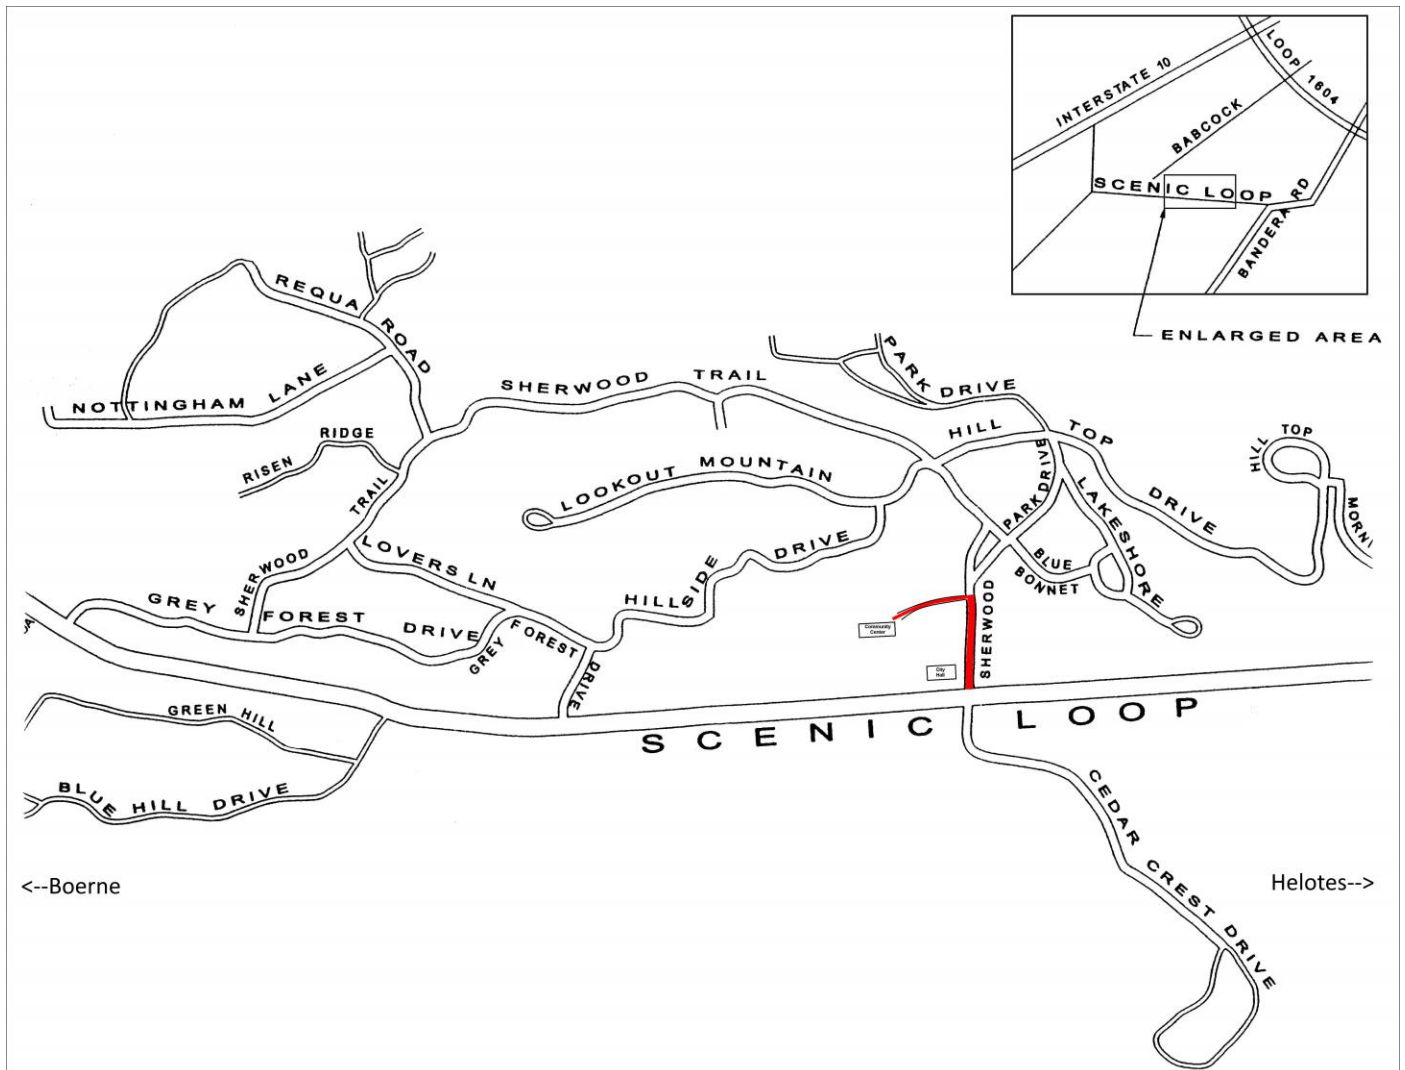 INTERSTATE 10
LOOP 1604
BABCOCK
SCENIC LOOP
BANDERA RD
ENLARGED AREA
REQUA ROAD
NOTTINGHAM LANE
SHERWOOD TRAIL
PARK DRIVE
HILL TOP DRIVE
HILL TOP
RISEN RIDGE
LOOKOUT MOUNTAIN
PARK DRIVE
LAKESHORE
MORNI
SHERWOOD TRAIL
LOVERS LN
HILLSIDE DRIVE
BLUE BONNET
GREY FOREST DRIVE
GREY FOREST DRIVE
Community
Center
SHERWOOD
City
Hall
SCENIC LOOP
GREEN HILL
BLUE HILL DRIVE
CEDAR CREST DRIVE
<--Boerne
Helotes-->